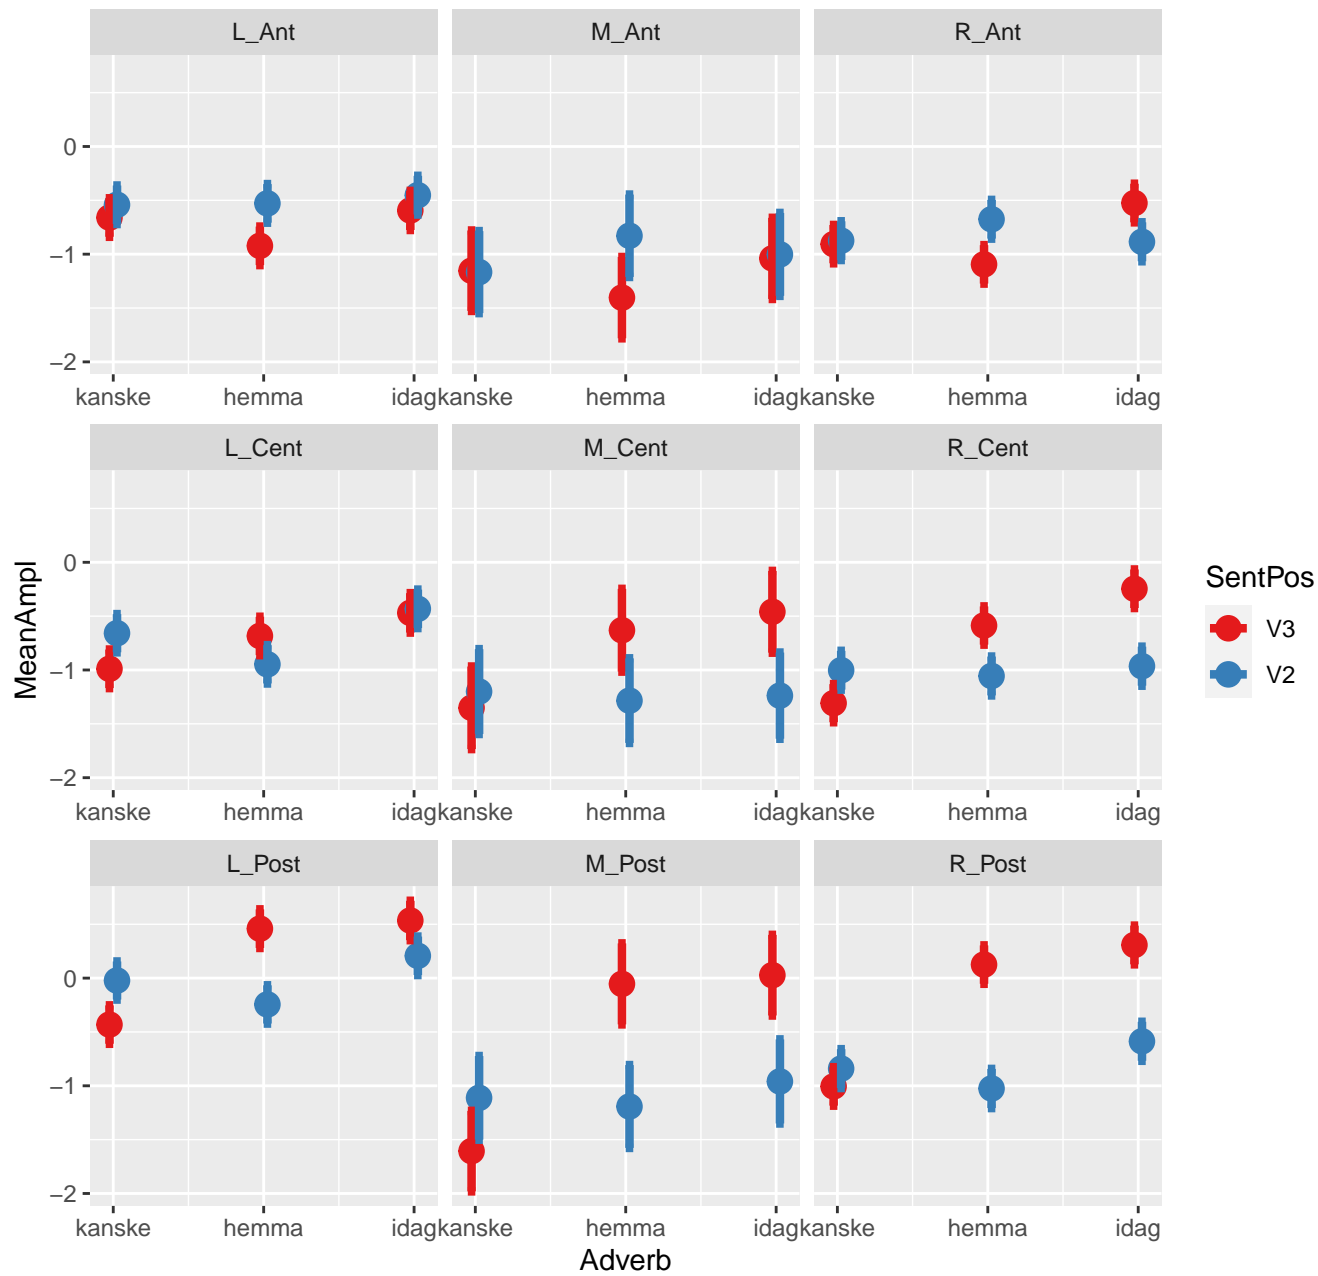 L_Ant M_Ant R_Ant
0
−1
−2
kanske hemma idag kanske hemma idag kanske hemma idag
L_Cent M_Cent R_Cent
0
−1
−2
kanske hemma idag kanske hemma idag kanske hemma idag
L_Post M_Post R_Post
0
−1
−2
kanske hemma idag kanske hemma idag kanske hemma idag
Adverb
MeanAmpl
SentPos
V3
V2